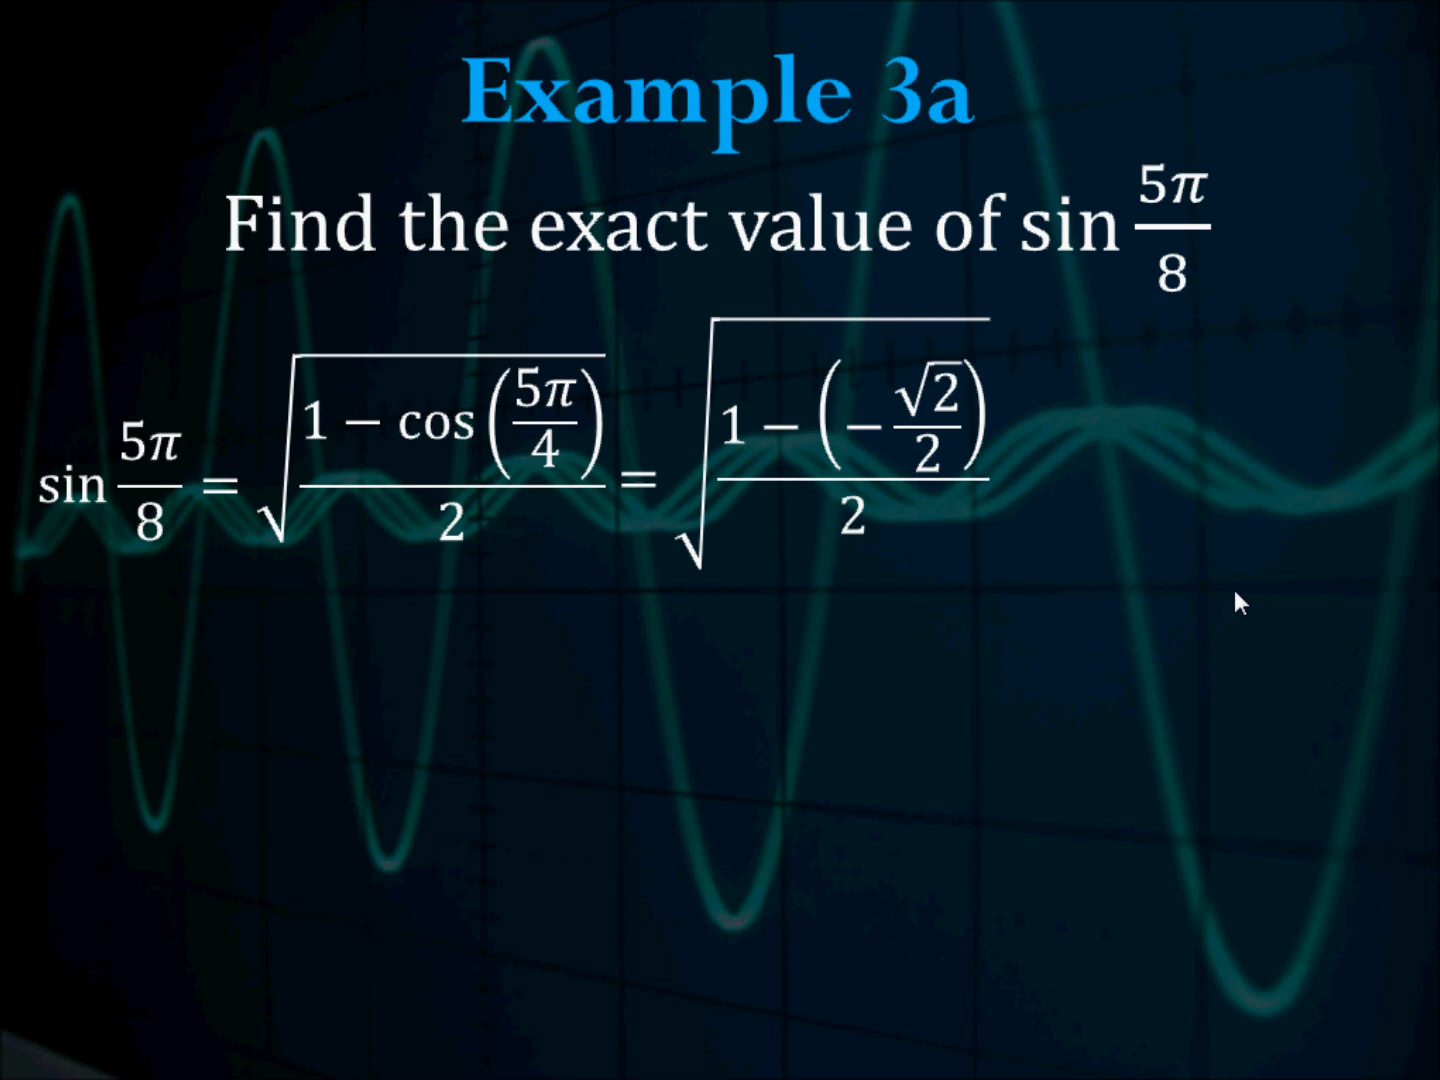 Example 3a
Find the exact value of sin 5π/8
sin 5π/8 = √((1 − cos(5π/4))/2) = √((1 − (−√2/2))/2)